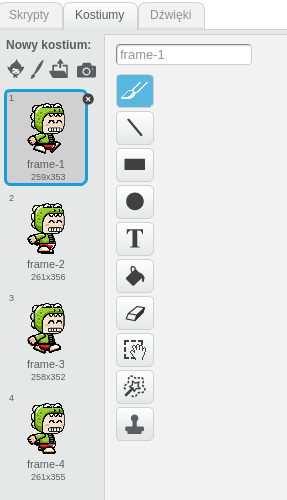 Skrypty Kostiumy Dźwięki
Nowy kostium:
frame-1
1
frame-1
259x353
2
frame-2
261x356
3
frame-3
258x352
4
frame-4
261x355
T